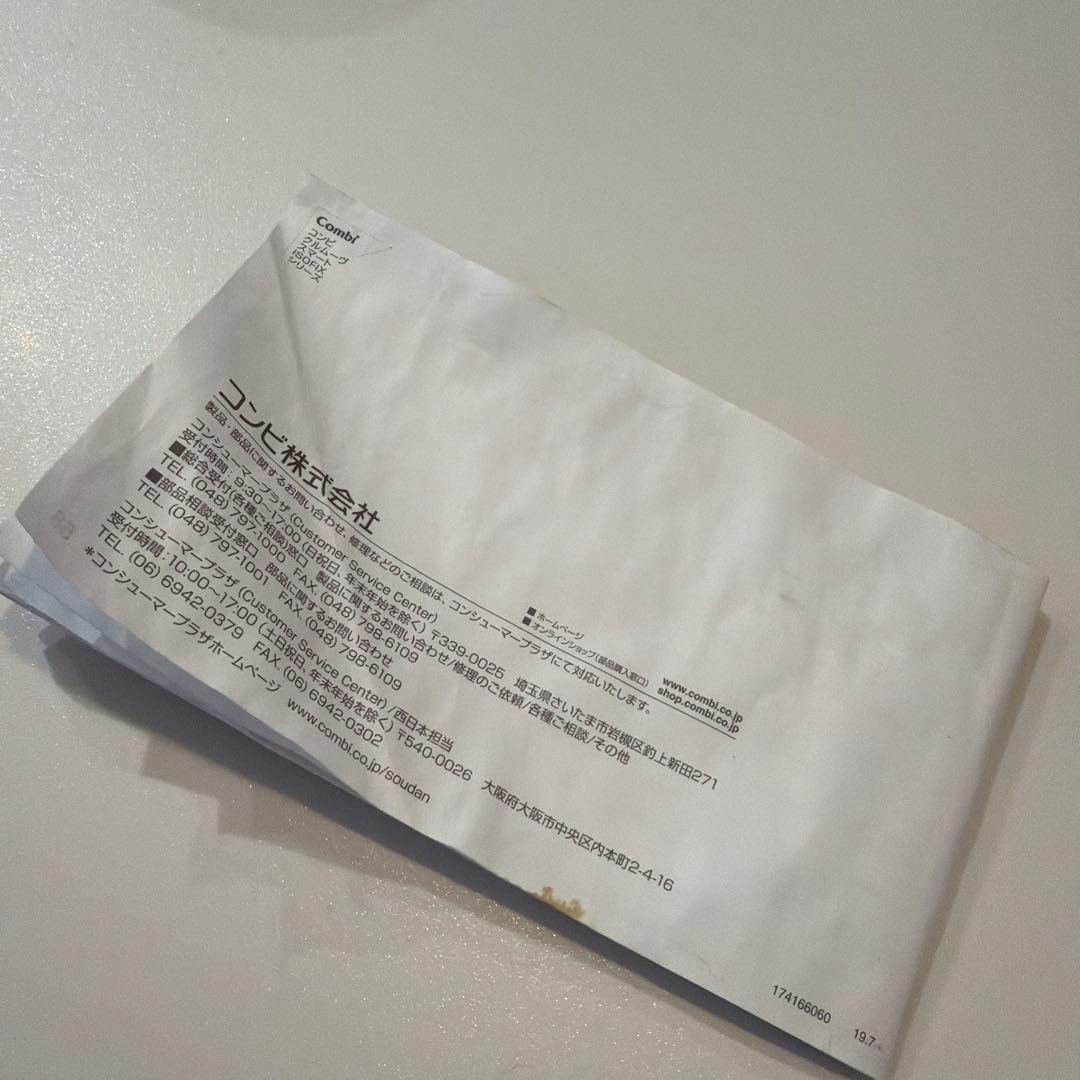 Combi
コンビ
クルムーヴ
スマート
ISOFIX
シリーズ
コンビ株式会社
■ホームページ www.combi.co.jp
■オンラインショップ(部品購入窓口) shop.combi.co.jp
製品・部品に関するお問い合わせ、修理などのご相談は、コンシューマープラザにて対応いたします。
コンシューマープラザ(Customer Service Center) 〒339-0025 埼玉県さいたま市岩槻区釣上新田271
受付時間:9:30~17:00(日祝日、年末年始を除く)
■総合受付(各種ご相談)窓口 製品に関するお問い合わせ/修理のご依頼/各種ご相談/その他
TEL. (048) 797-1000 FAX. (048) 798-6109
■部品相談受付窓口 部品に関するお問い合わせ
TEL. (048) 797-1001 FAX. (048) 798-6109
コンシューマープラザ(Customer Service Center)/西日本担当
受付時間:10:00~17:00(土日祝日、年末年始を除く) 〒540-0026 大阪府大阪市中央区内本町2-4-16
TEL. (06) 6942-0379 FAX. (06) 6942-0302
*コンシューマープラザホームページ www.combi.co.jp/soudan
174166060 19.7